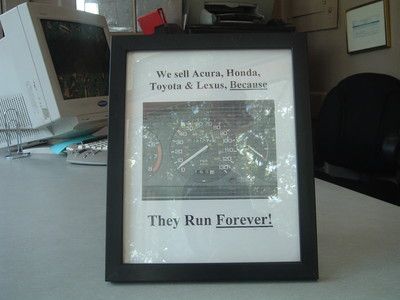 We sell Acura, Honda,
Toyota & Lexus, Because
They Run Forever!